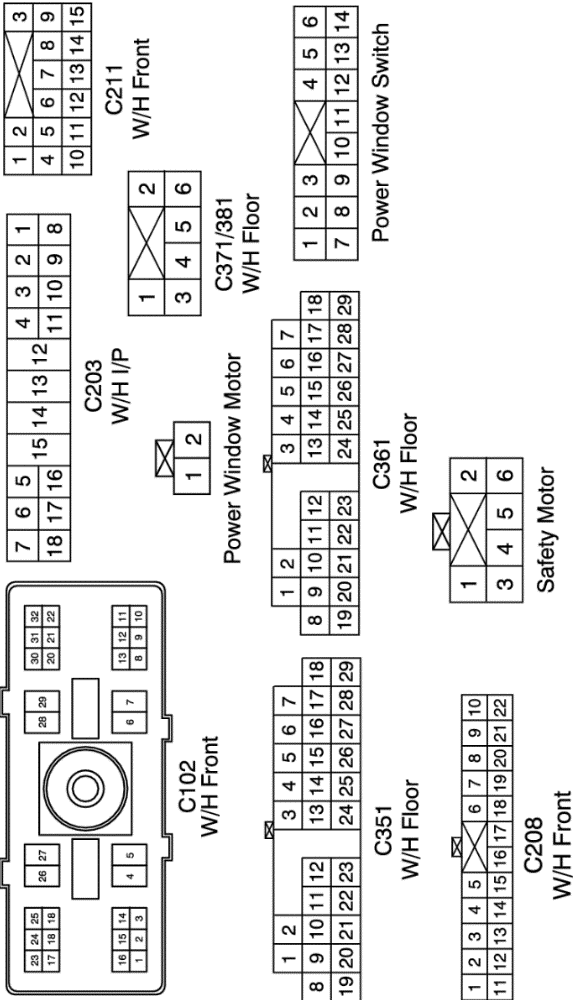 23 24 25 26 27 28 29 30 31 32
17 18 18 20 21 22
16 15 14 4 5 6 7 13 12 11
1 2 3 8 9 10
C102
W/H Front
7 6 5 15 14 13 12 4 3 2 1
18 17 16 11 10 9 8
C203
W/H I/P
1 2 3
4 5 6 7 8 9
10 11 12 13 14 15
C211
W/H Front
1 2
Power Window Motor
1 2
3 4 5 6
C371/381
W/H Floor
1 2 3 4 5 6 7
8 9 10 11 12 13 14 15 16 17 18
19 20 21 22 23 24 25 26 27 28 29
C351
W/H Floor
1 2 3 4 5 6 7
8 9 10 11 12 13 14 15 16 17 18
19 20 21 22 23 24 25 26 27 28 29
C361
W/H Floor
1 2 3 4 5 6
7 8 9 10 11 12 13 14
Power Window Switch
1 2 3 4 5 6 7 8 9 10
11 12 13 14 15 16 17 18 19 20 21 22
C208
W/H Front
1 2
3 4 5 6
Safety Motor